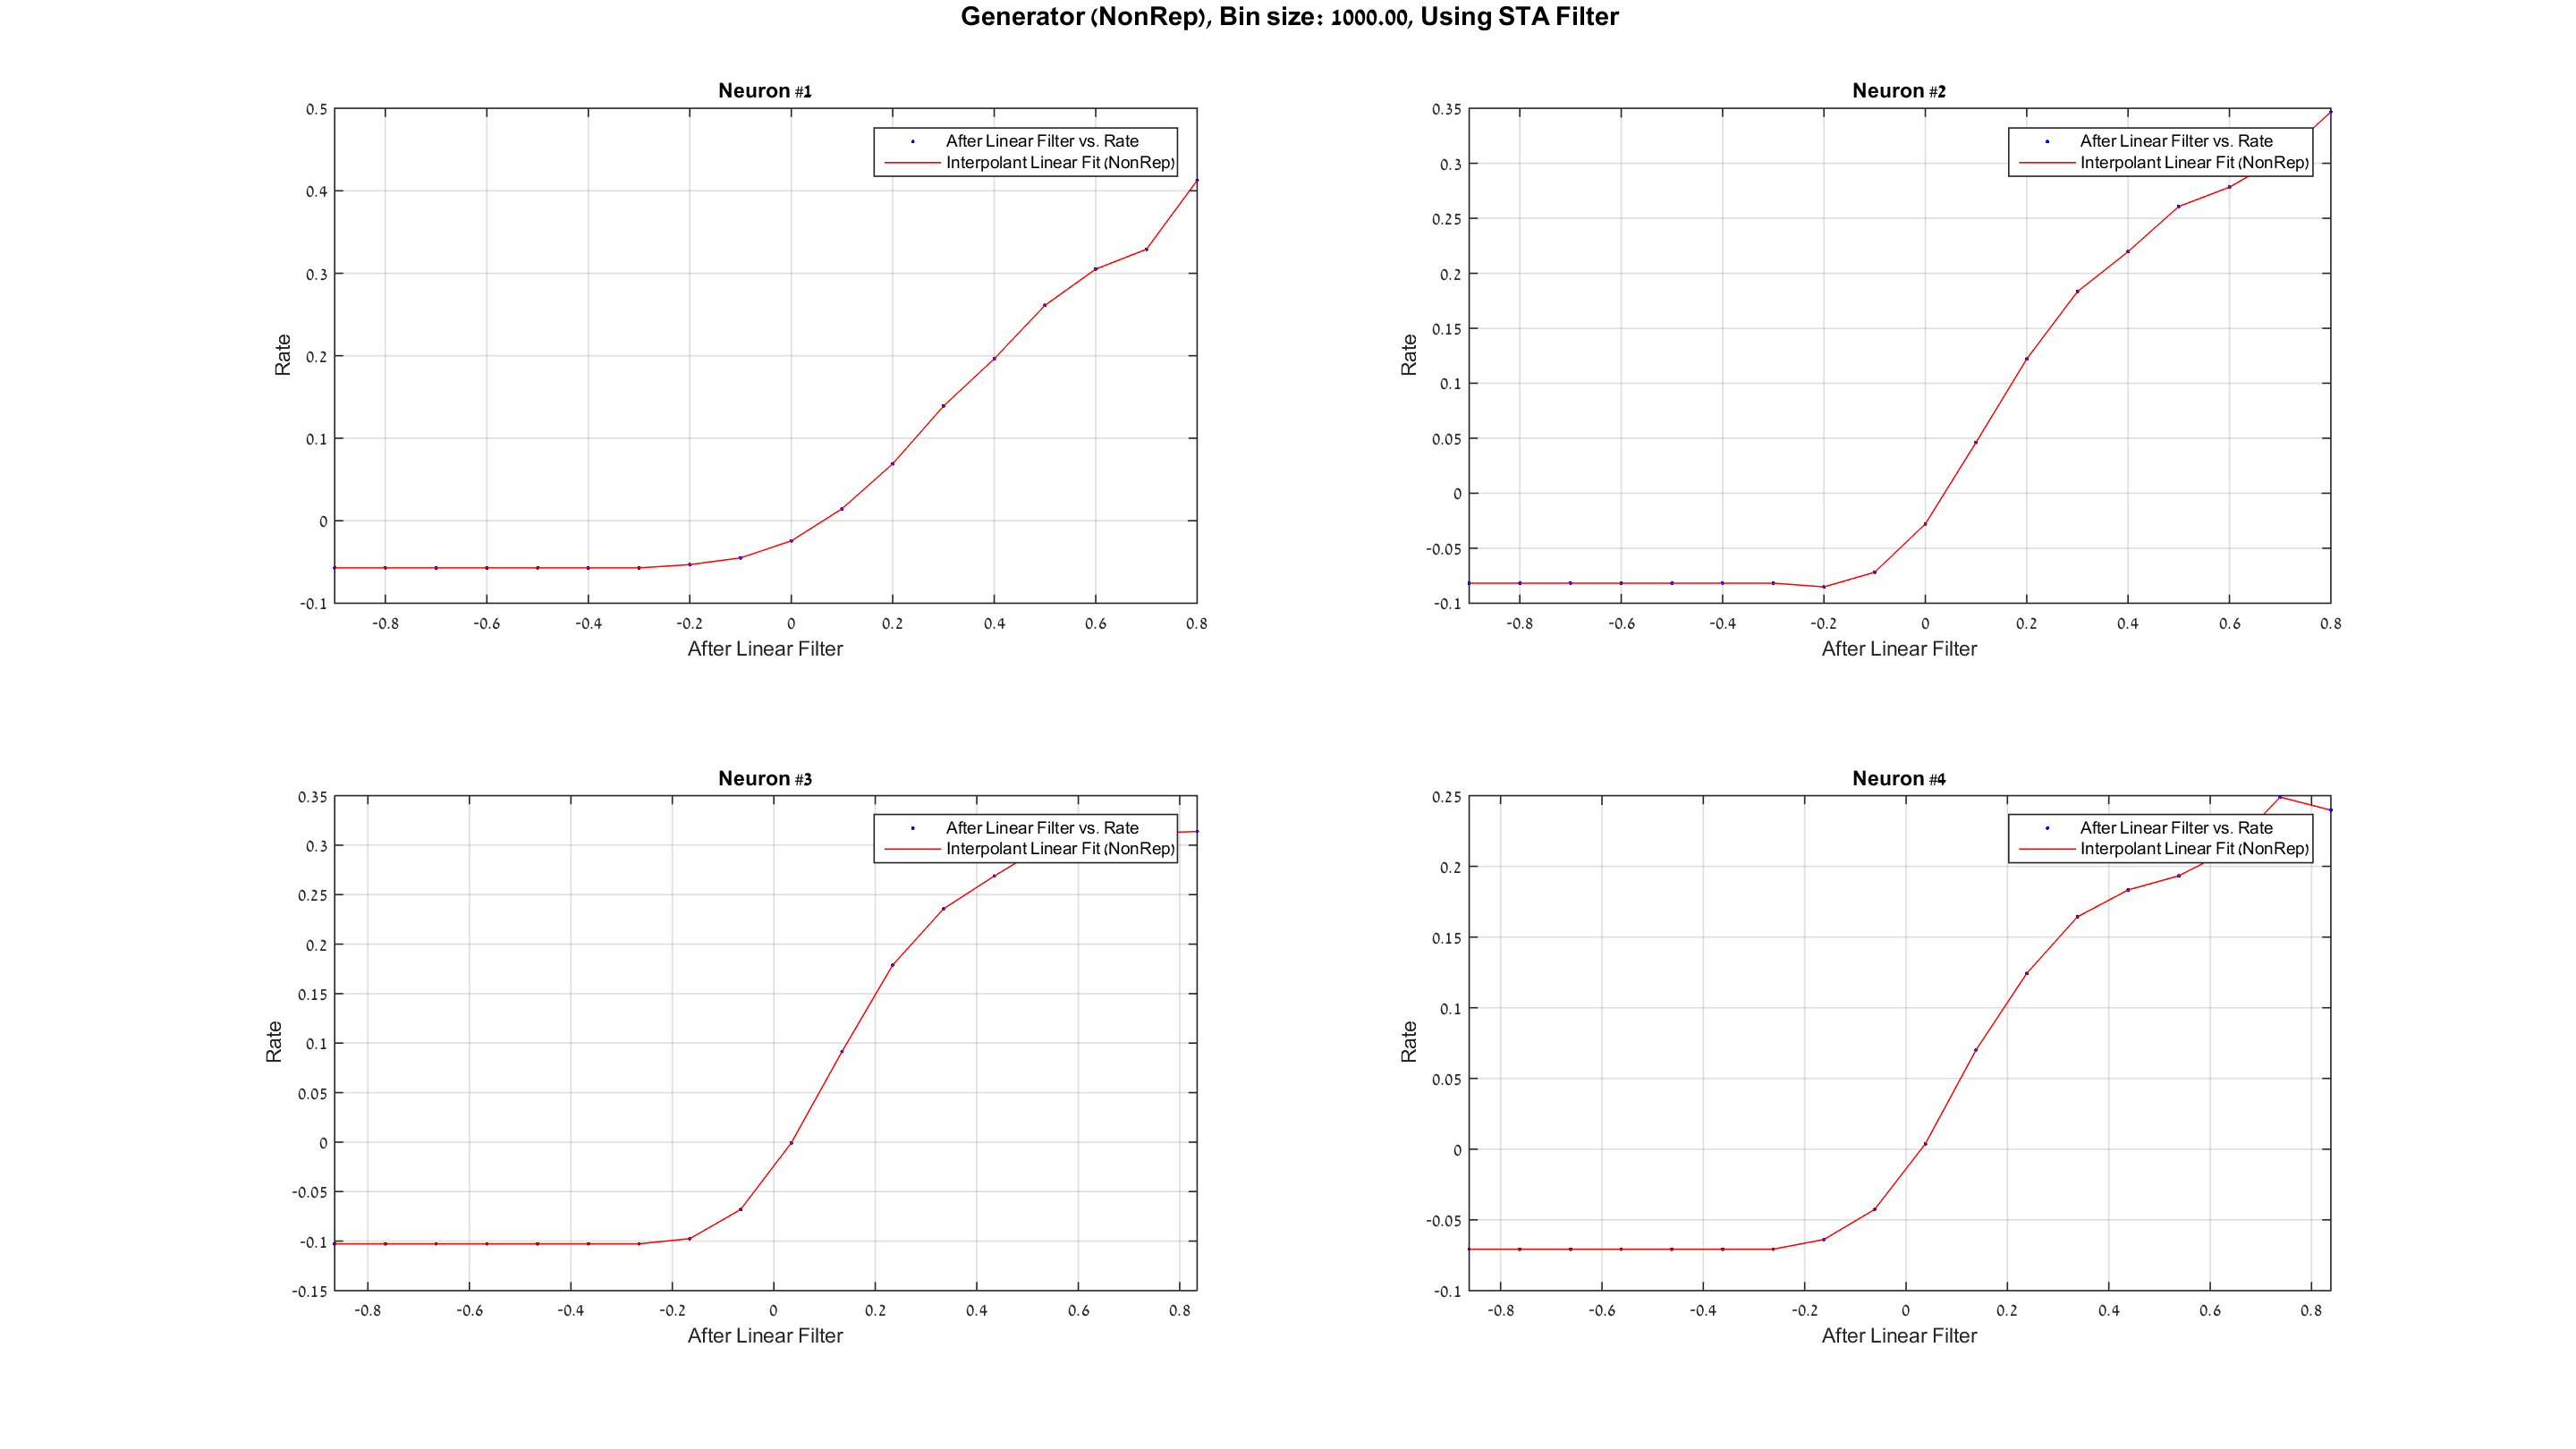 Generator (NonRep), Bin size: 1000.00, Using STA Filter
Neuron #1
0.5
0.4
0.3
0.2
0.1
0
-0.1
Rate
After Linear Filter vs. Rate
Interpolant Linear Fit (NonRep)
-0.8 -0.6 -0.4 -0.2 0 0.2 0.4 0.6 0.8
After Linear Filter
Neuron #2
0.35
0.3
0.25
0.2
0.15
0.1
0.05
0
-0.05
-0.1
Rate
After Linear Filter vs. Rate
Interpolant Linear Fit (NonRep)
-0.8 -0.6 -0.4 -0.2 0 0.2 0.4 0.6 0.8
After Linear Filter
Neuron #3
0.35
0.3
0.25
0.2
0.15
0.1
0.05
0
-0.05
-0.1
-0.15
Rate
After Linear Filter vs. Rate
Interpolant Linear Fit (NonRep)
-0.8 -0.6 -0.4 -0.2 0 0.2 0.4 0.6 0.8
After Linear Filter
Neuron #4
0.25
0.2
0.15
0.1
0.05
0
-0.05
-0.1
Rate
After Linear Filter vs. Rate
Interpolant Linear Fit (NonRep)
-0.8 -0.6 -0.4 -0.2 0 0.2 0.4 0.6 0.8
After Linear Filter